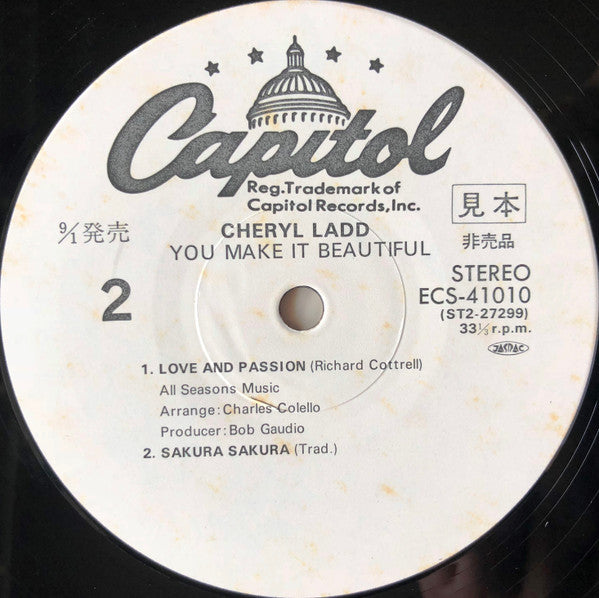 Capitol
Reg.Trademark of
Capitol Records,Inc.
見本
非売品
9/1発売
CHERYL LADD
YOU MAKE IT BEAUTIFUL
2
STEREO
ECS-41010
(ST2-27299)
33⅓r.p.m.
JASRAC
1. LOVE AND PASSION (Richard Cottrell)
All Seasons Music
Arrange:Charles Colello
Producer:Bob Gaudio
2. SAKURA SAKURA (Trad.)